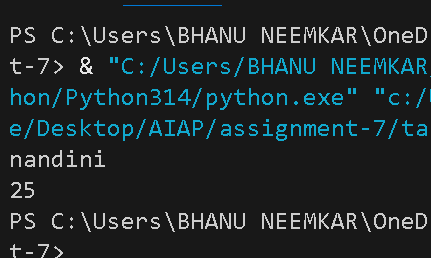 PS C:\Users\BHANU NEEMKAR\OneD
t-7> & "C:/Users/BHANU NEEMKAR
hon/Python314/python.exe" "c:/
e/Desktop/AIAP/assignment-7/ta
nandini
25
PS C:\Users\BHANU NEEMKAR\OneD
t-7>